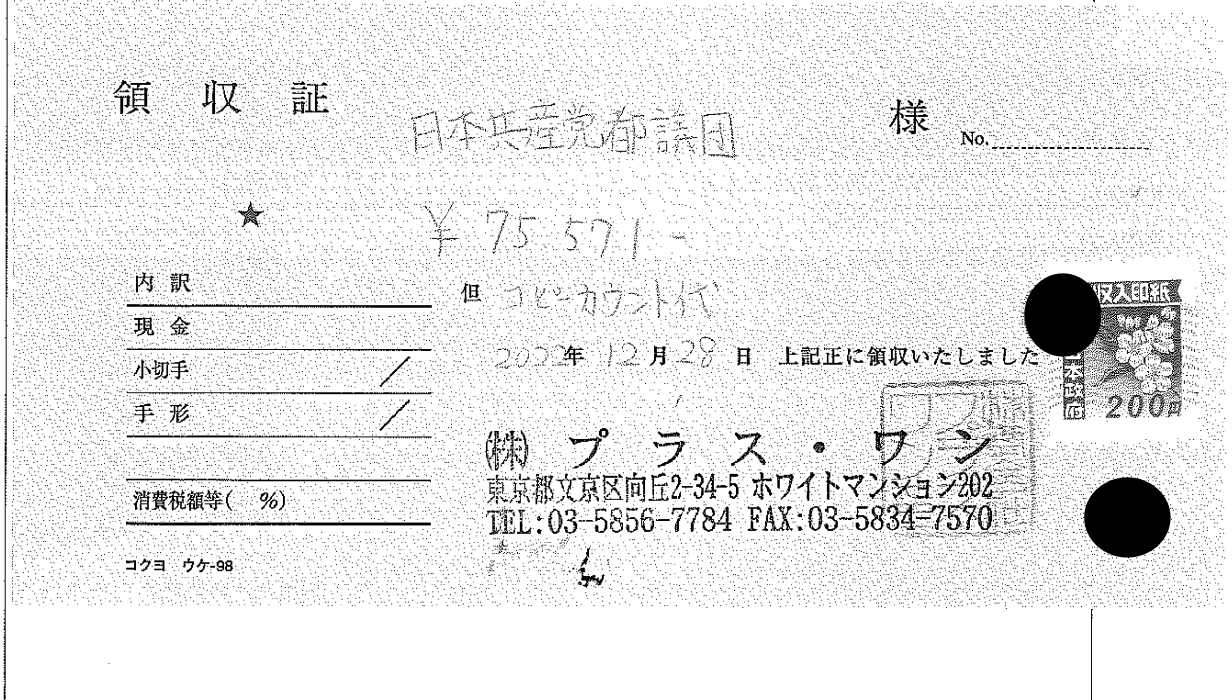 領収証 日本共産党都議団 様 No.
★ ¥75 571-
内訳
但 コピーカウント代
現金
2022年 12月 28日 上記正に領収いたしました
小切手
手形
消費税額等( %)
収入印紙
日本政府
200円
㈱ プラス・ワン
東京都文京区向丘2-34-5 ホワイトマンション202
TEL:03-5856-7784 FAX:03-5834-7570
コクヨ ウケ-98